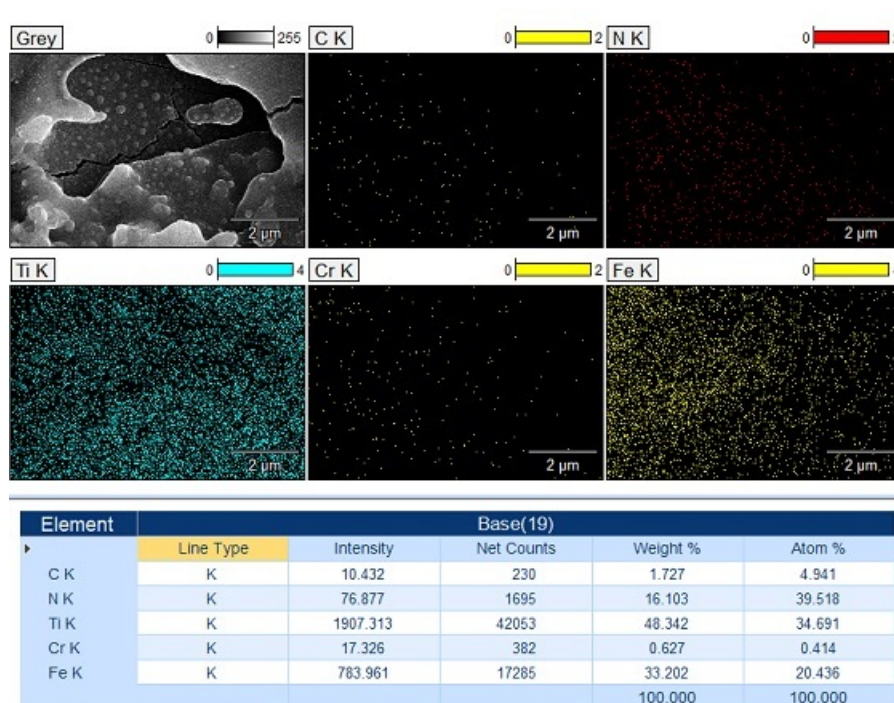 Grey 0 255 C K 0 2 N K 0
2 µm 2 µm 2 µm
Ti K 0 4 Cr K 0 2 Fe K 0
2 µm 2 µm 2 µm
Element Base(19)
Line Type Intensity Net Counts Weight % Atom %
C K K 10.432 230 1.727 4.941
N K K 76.877 1695 16.103 39.518
Ti K K 1907.313 42053 48.342 34.691
Cr K K 17.326 382 0.627 0.414
Fe K K 783.961 17285 33.202 20.436
100.000 100.000